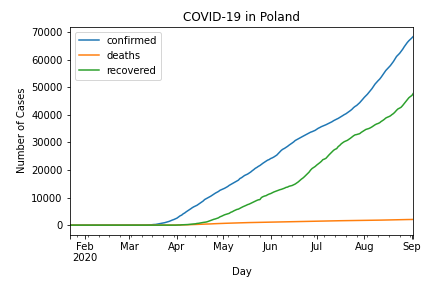 COVID-19 in Poland
confirmed
deaths
recovered
Number of Cases
70000
60000
50000
40000
30000
20000
10000
0
Feb Mar Apr May Jun Jul Aug Sep
2020
Day